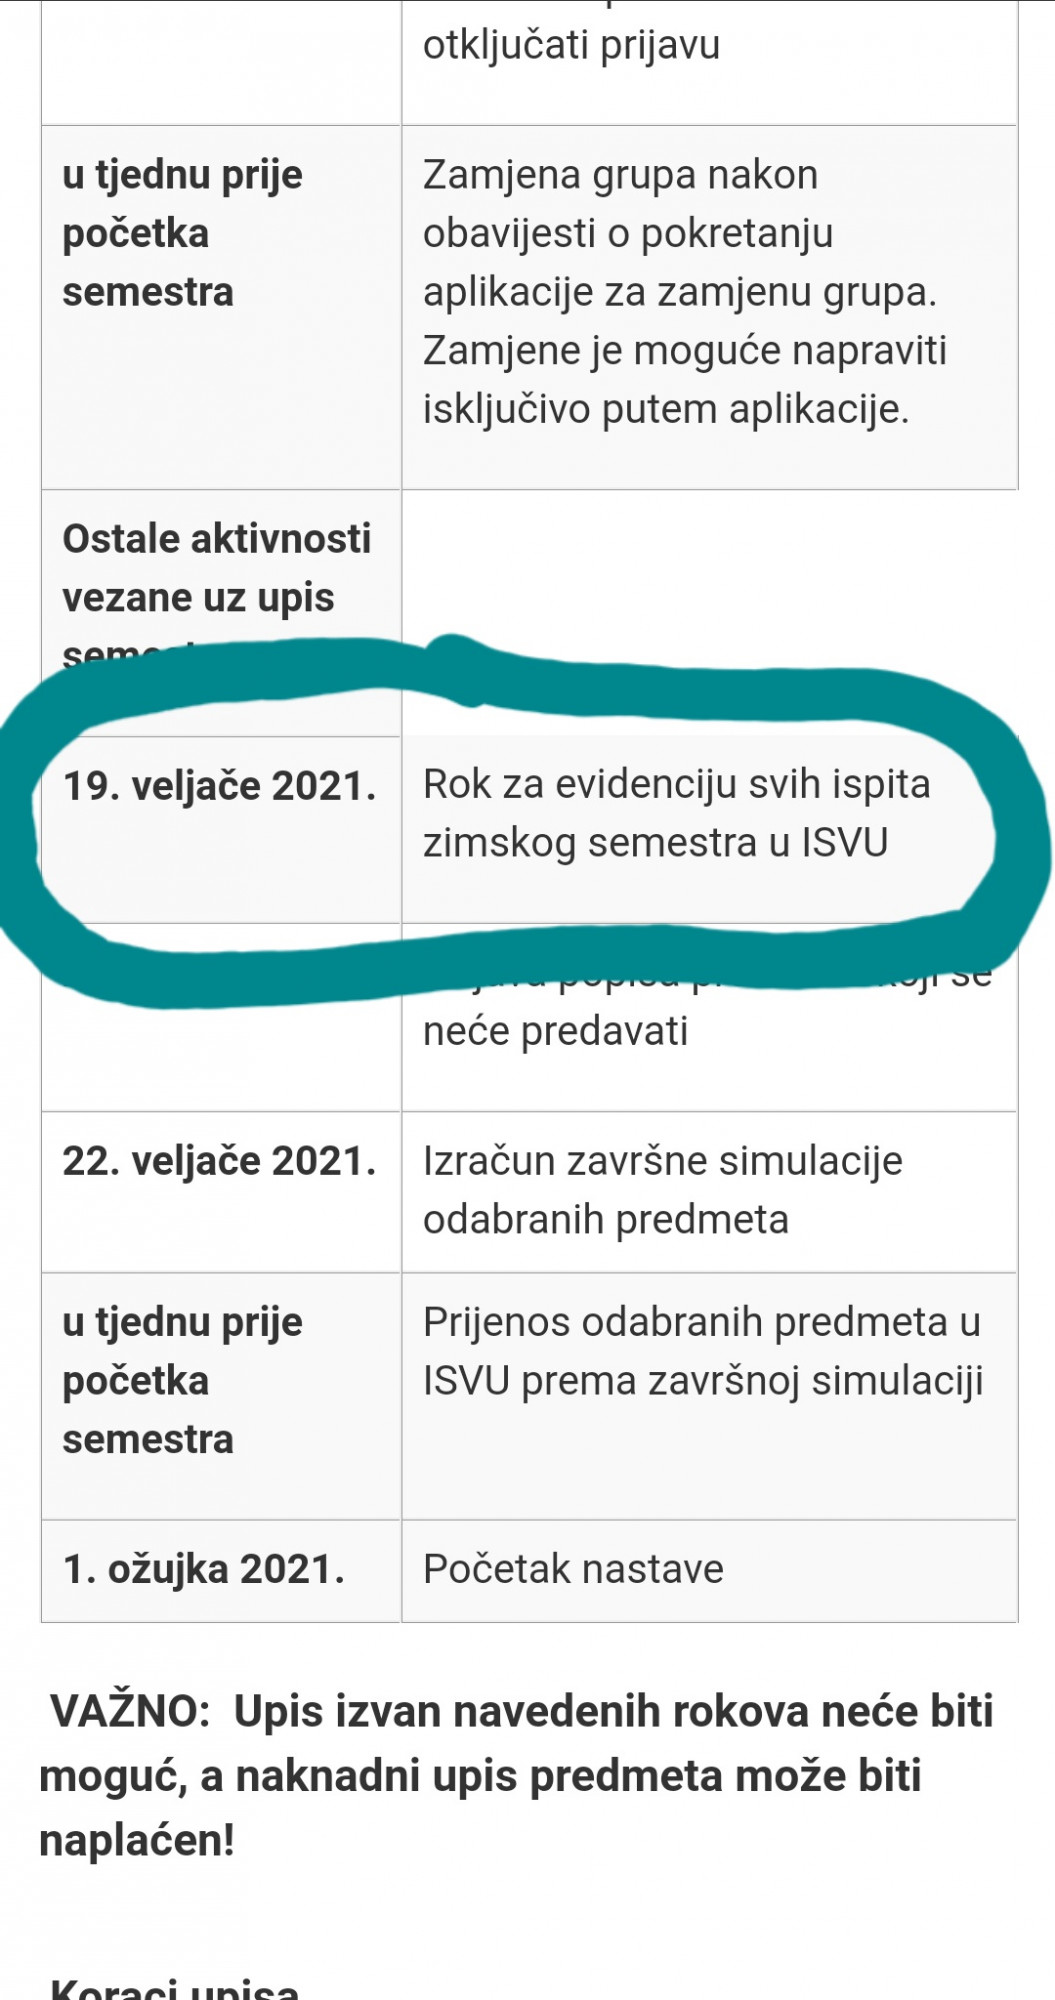 otključati prijavu
u tjednu prije
početka
semestra
Zamjena grupa nakon
obavijesti o pokretanju
aplikacije za zamjenu grupa.
Zamjene je moguće napraviti
isključivo putem aplikacije.
Ostale aktivnosti
vezane uz upis
19. veljače 2021.
Rok za evidenciju svih ispita
zimskog semestra u ISVU
se
neće predavati
22. veljače 2021.
Izračun završne simulacije
odabranih predmeta
u tjednu prije
početka
semestra
Prijenos odabranih predmeta u
ISVU prema završnoj simulaciji
1. ožujka 2021.
Početak nastave
VAŽNO: Upis izvan navedenih rokova neće biti
moguć, a naknadni upis predmeta može biti
naplaćen!
Koraci upisa